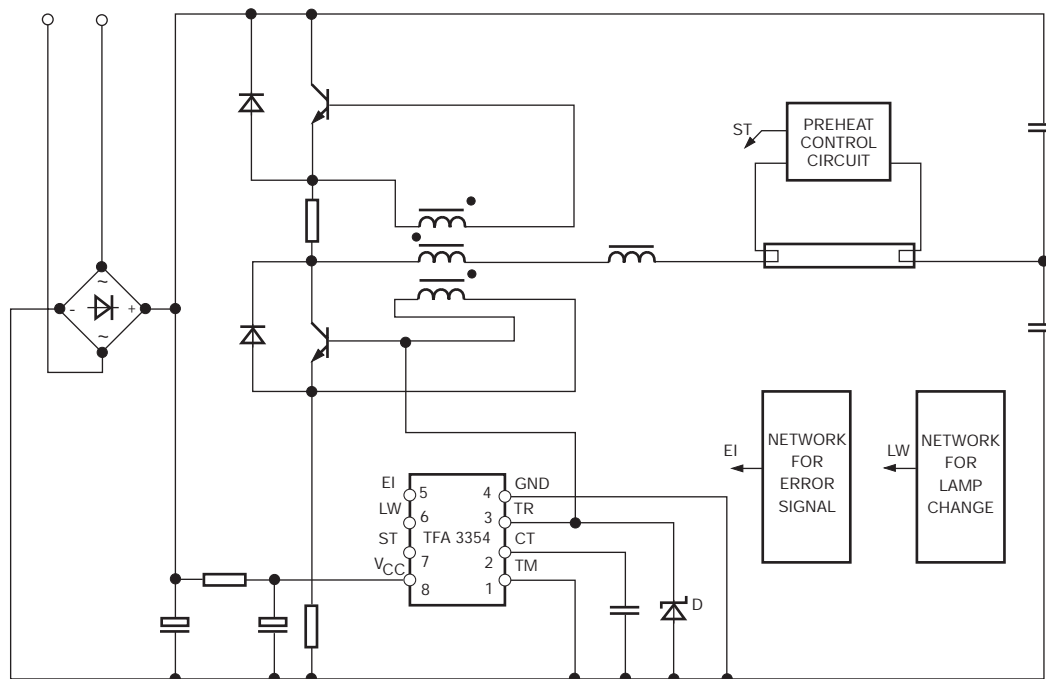 ST
PREHEAT
CONTROL
CIRCUIT
~
- +
~
EI
NETWORK
FOR
ERROR
SIGNAL
LW
NETWORK
FOR
LAMP
CHANGE
EI 5 4 GND
LW 6 3 TR
TFA 3354
ST 7 2 CT
VCC 8 1 TM
D